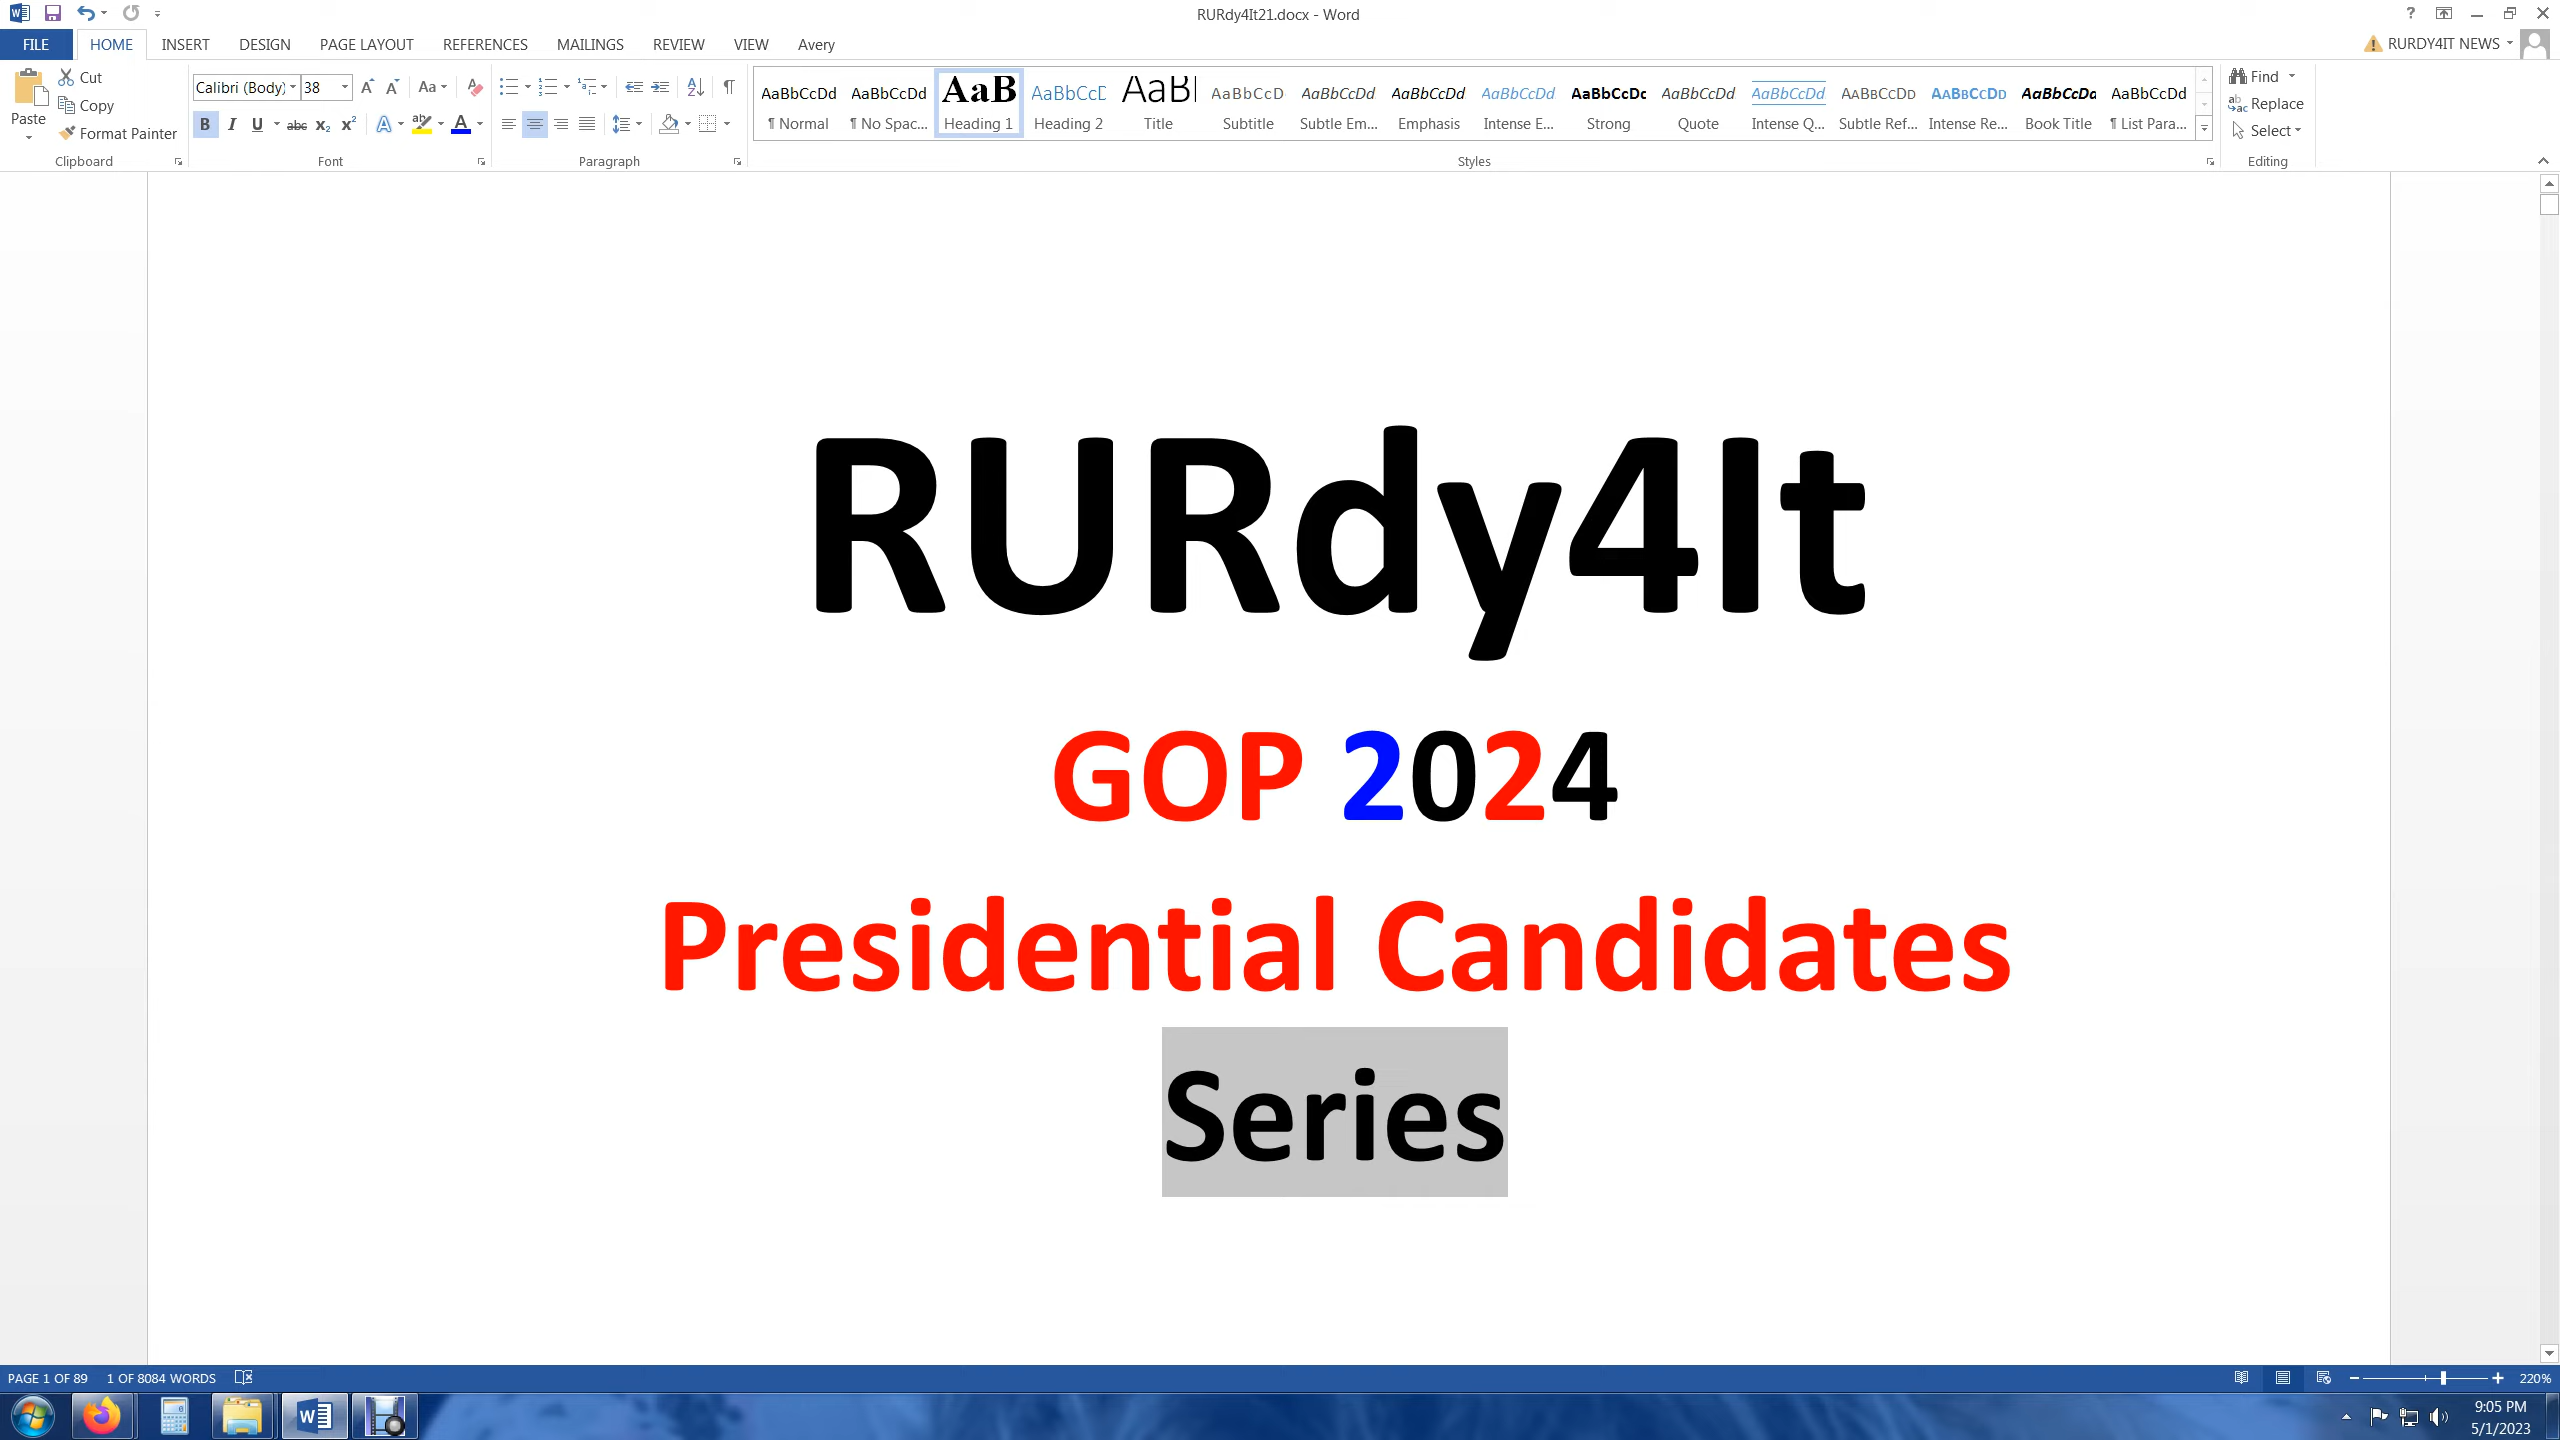 RURdy4It21.docx - Word
FILE HOME INSERT DESIGN PAGE LAYOUT REFERENCES MAILINGS REVIEW VIEW Avery
RURDY4IT NEWS
Paste
Cut
Copy
Format Painter
Clipboard
Calibri (Body) 38
Font
Paragraph
AaBbCcDd AaBbCcDd AaB AaBbCcD AaBl AaBbCcD AaBbCcDd AaBbCcDd AaBbCcDd AaBbCcDc AaBbCcDd AaBbCcDd AABBCCDD AABBCCDD AaBbCcDd AaBbCcDd
¶ Normal ¶ No Spac... Heading 1 Heading 2 Title Subtitle Subtle Em... Emphasis Intense E... Strong Quote Intense Q... Subtle Ref... Intense Re... Book Title ¶ List Para...
Styles
Find
Replace
Select
Editing
RURdy4It
GOP 2024
Presidential Candidates
Series
PAGE 1 OF 89 1 OF 8084 WORDS
220%
9:05 PM
5/1/2023